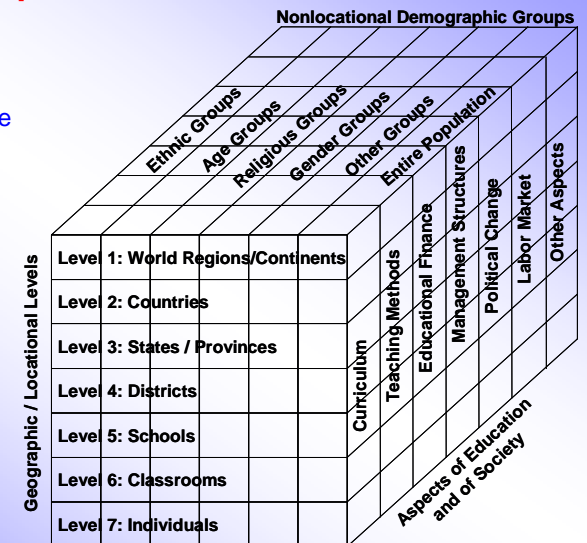 Nonlocational Demographic Groups
e
Ethnic Groups
Age Groups
Religious Groups
Gender Groups
Other Groups
Entire Population
Geographic / Locational Levels
Level 1: World Regions/Continents
Level 2: Countries
Level 3: States / Provinces
Level 4: Districts
Level 5: Schools
Level 6: Classrooms
Level 7: Individuals
Curriculum
Teaching Methods
Educational Finance
Management Structures
Political Change
Labor Market
Other Aspects
Aspects of Education
and of Society